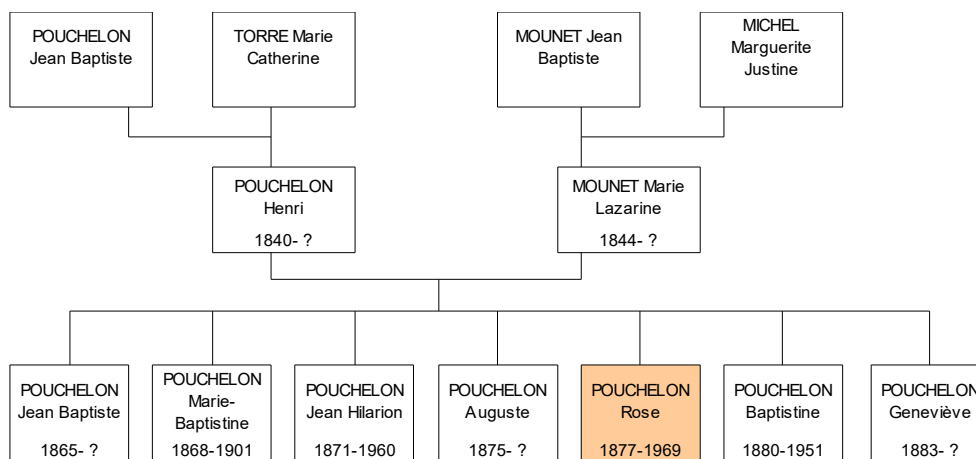 POUCHELON
Jean Baptiste
TORRE Marie
Catherine
MOUNET Jean
Baptiste
MICHEL
Marguerite
Justine
POUCHELON
Henri
1840- ?
MOUNET Marie
Lazarine
1844- ?
POUCHELON
Jean Baptiste
1865- ?
POUCHELON
Marie-
Baptistine
1868-1901
POUCHELON
Jean Hilarion
1871-1960
POUCHELON
Auguste
1875- ?
POUCHELON
Rose
1877-1969
POUCHELON
Baptistine
1880-1951
POUCHELON
Geneviève
1883- ?